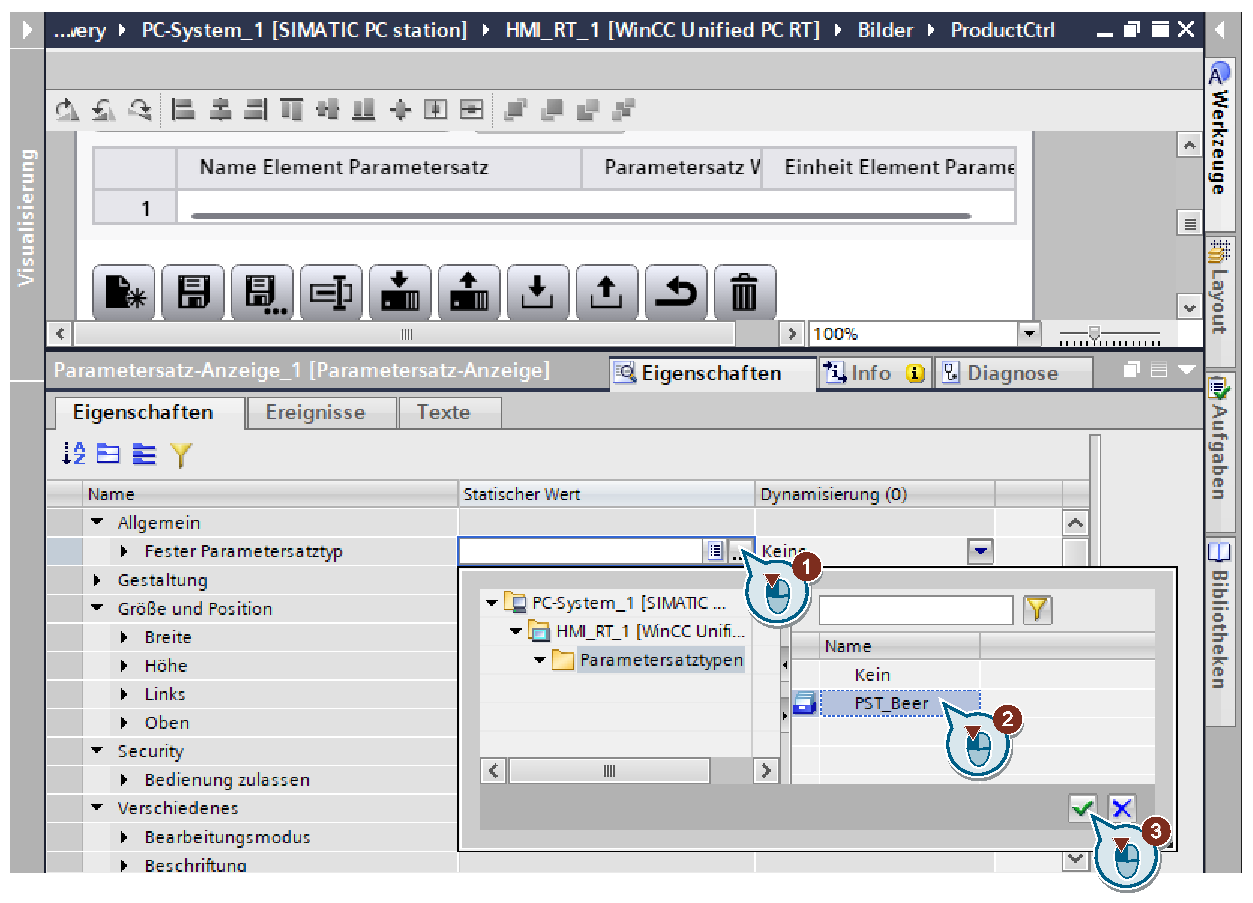 ...wery ▸ PC-System_1 [SIMATIC PC station] ▸ HMI_RT_1 [WinCC Unified PC RT] ▸ Bilder ▸ ProductCtrl
Visualisierung
Name Element Parametersatz Parametersatz W Einheit Element Parame
1
100%
Parametersatz-Anzeige_1 [Parametersatz-Anzeige] Eigenschaften Info Diagnose
Eigenschaften Ereignisse Texte
Name Statischer Wert Dynamisierung (0)
Allgemein
Fester Parametersatztyp ... Keins
1
Gestaltung
Größe und Position
Breite
Höhe
Links
Oben
Security
Bedienung zulassen
Verschiedenes
Bearbeitungsmodus
Beschriftung
PC-System_1 [SIMATIC ...
HMI_RT_1 [WinCC Unifi...
Parametersatztypen
Name
Kein
PST_Beer
2
3
Werkzeuge
Layout
Aufgaben
Bibliotheken